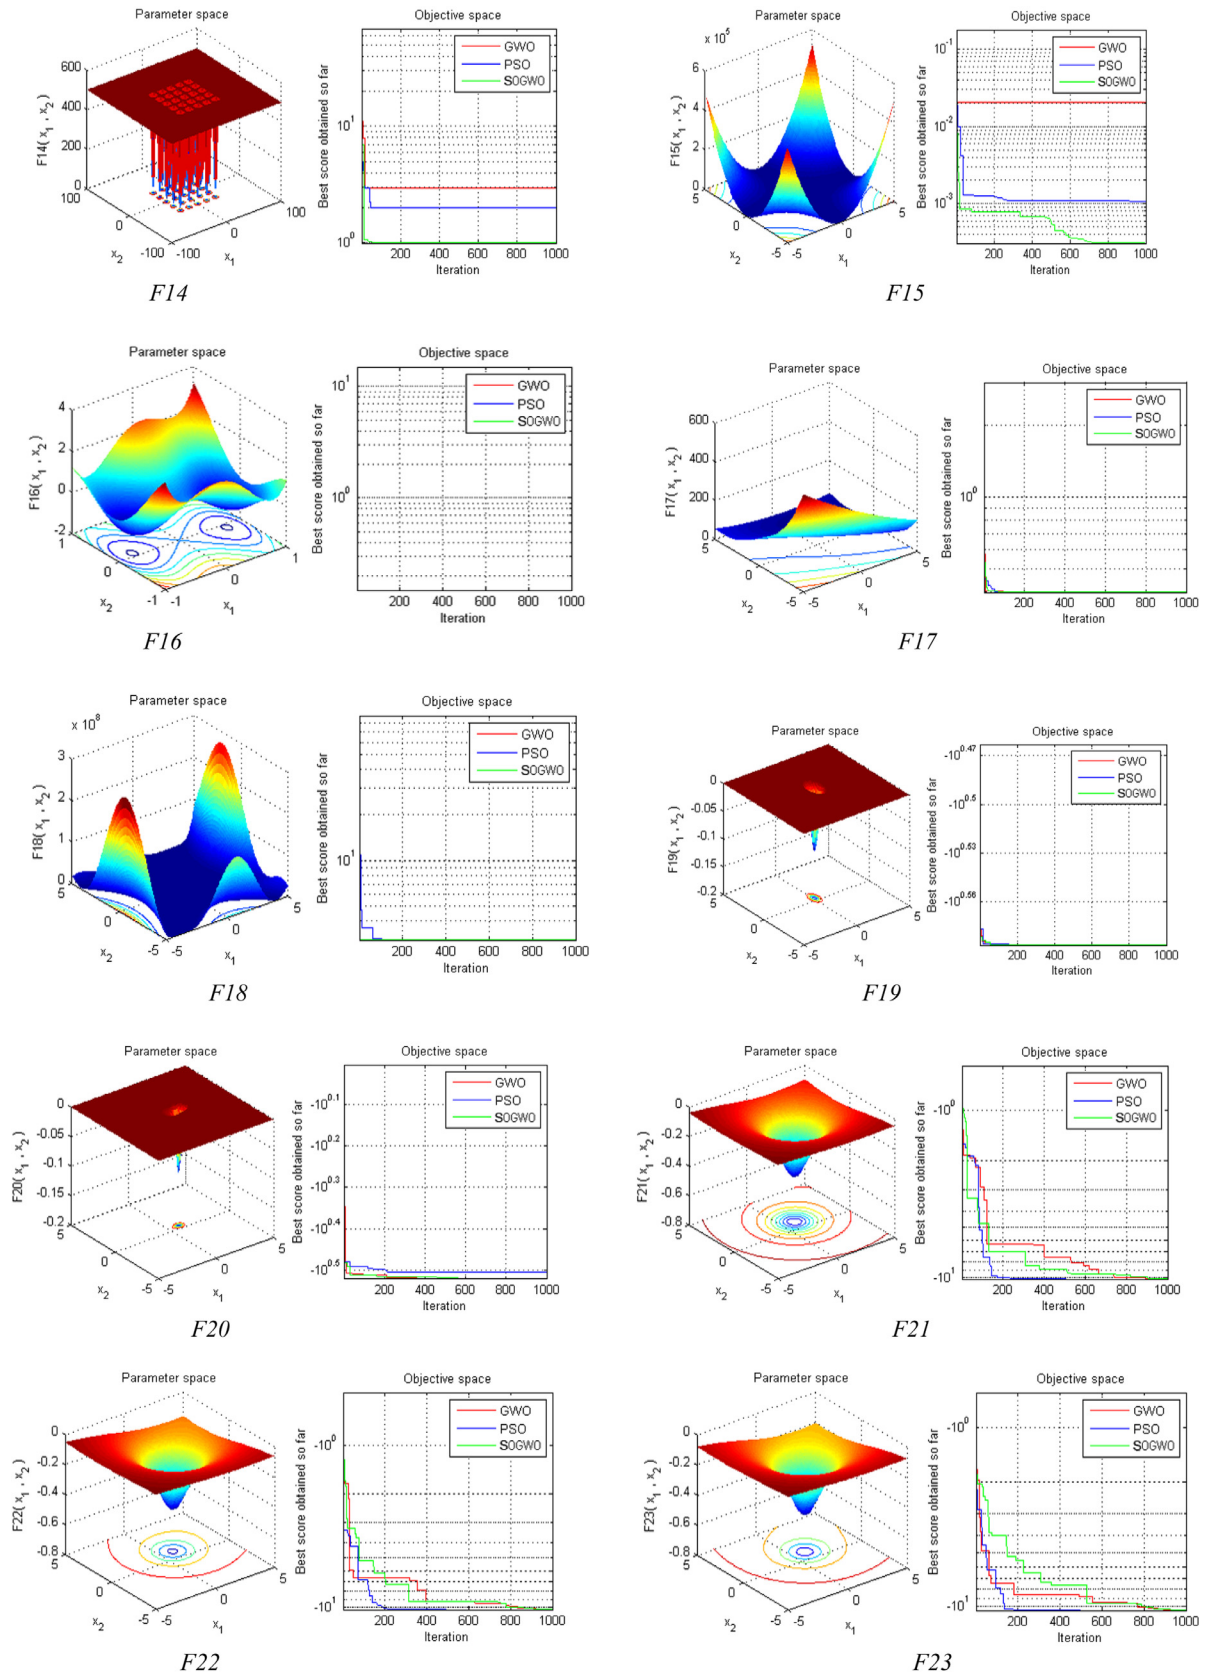 Parameter space
Objective space
600
400
200
0
100
0
-100
-100
0
100
F14( x1 , x2 )
x2
x1
Best score obtained so far
10^1
10^0
GWO
PSO
S0GWO
200 400 600 800 1000
Iteration
F14
Parameter space
Objective space
x 10^5
6
4
2
0
5
0
-5
-5
0
5
F15( x1 , x2 )
x2
x1
Best score obtained so far
10^-1
10^-2
10^-3
GWO
PSO
S0GWO
200 400 600 800 1000
Iteration
F15
Parameter space
Objective space
4
2
0
-2
1
0
-1
-1
0
1
F16( x1 , x2 )
x2
x1
Best score obtained so far
10^1
10^0
GWO
PSO
S0GWO
200 400 600 800 1000
Iteration
F16
Parameter space
Objective space
600
400
200
0
5
0
-5
-5
0
5
F17( x1 , x2 )
x2
x1
Best score obtained so far
10^0
GWO
PSO
S0GWO
200 400 600 800 1000
Iteration
F17
Parameter space
Objective space
x 10^8
3
2
1
0
5
0
-5
-5
0
5
F18( x1 , x2 )
x2
x1
Best score obtained so far
10^1
GWO
PSO
S0GWO
200 400 600 800 1000
Iteration
F18
Parameter space
Objective space
0
-0.05
-0.1
-0.15
-0.2
5
0
-5
-5
0
5
F19( x1 , x2 )
x2
x1
Best score obtained so far
-10^0.47
-10^0.5
-10^0.53
-10^0.56
GWO
PSO
S0GWO
200 400 600 800 1000
Iteration
F19
Parameter space
Objective space
0
-0.05
-0.1
-0.15
-0.2
5
0
-5
-5
0
5
F20( x1 , x2 )
x2
x1
Best score obtained so far
-10^0.1
-10^0.2
-10^0.3
-10^0.4
-10^0.5
GWO
PSO
S0GWO
200 400 600 800 1000
Iteration
F20
Parameter space
Objective space
0
-0.2
-0.4
-0.6
-0.8
5
0
-5
-5
0
5
F21( x1 , x2 )
x2
x1
Best score obtained so far
-10^0
-10^1
GWO
PSO
S0GWO
200 400 600 800 1000
Iteration
F21
Parameter space
Objective space
0
-0.2
-0.4
-0.6
-0.8
5
0
-5
-5
0
5
F22( x1 , x2 )
x2
x1
Best score obtained so far
-10^0
-10^1
GWO
PSO
S0GWO
200 400 600 800 1000
Iteration
F22
Parameter space
Objective space
0
-0.2
-0.4
-0.6
-0.8
5
0
-5
-5
0
5
F23( x1 , x2 )
x2
x1
Best score obtained so far
-10^0
-10^1
GWO
PSO
S0GWO
200 400 600 800 1000
Iteration
F23